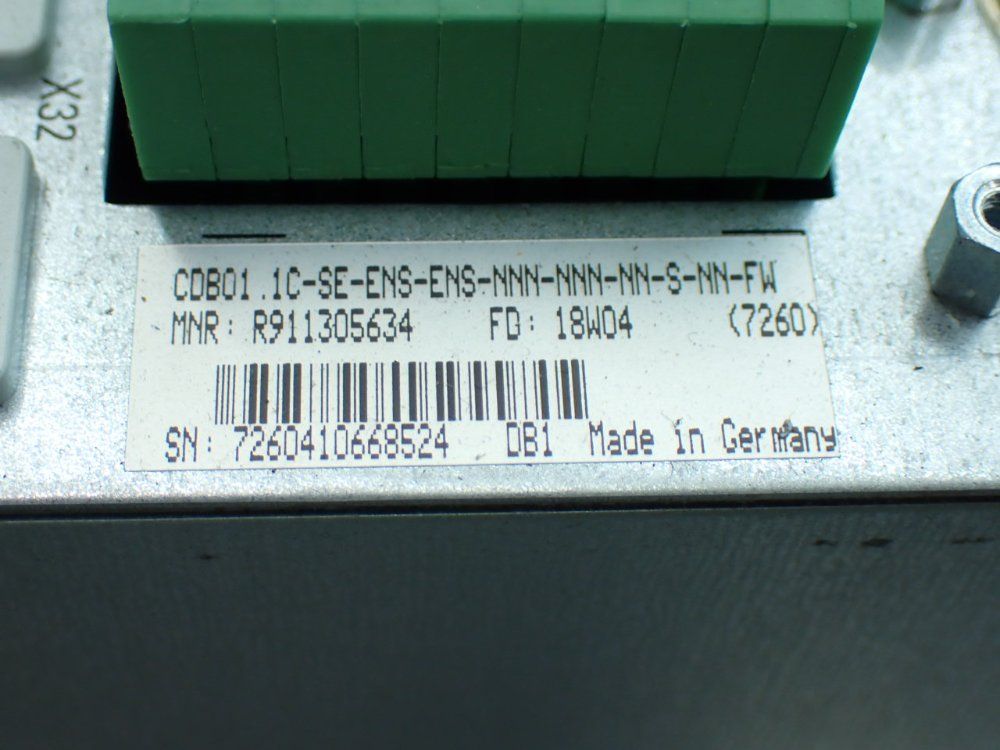 X32
CDB01.1C-SE-ENS-ENS-NNN-NNN-NN-S-NN-FW
MNR: R911305634 FD: 18W04 (7260)
SN: 7260410668524 DB1 Made in Germany